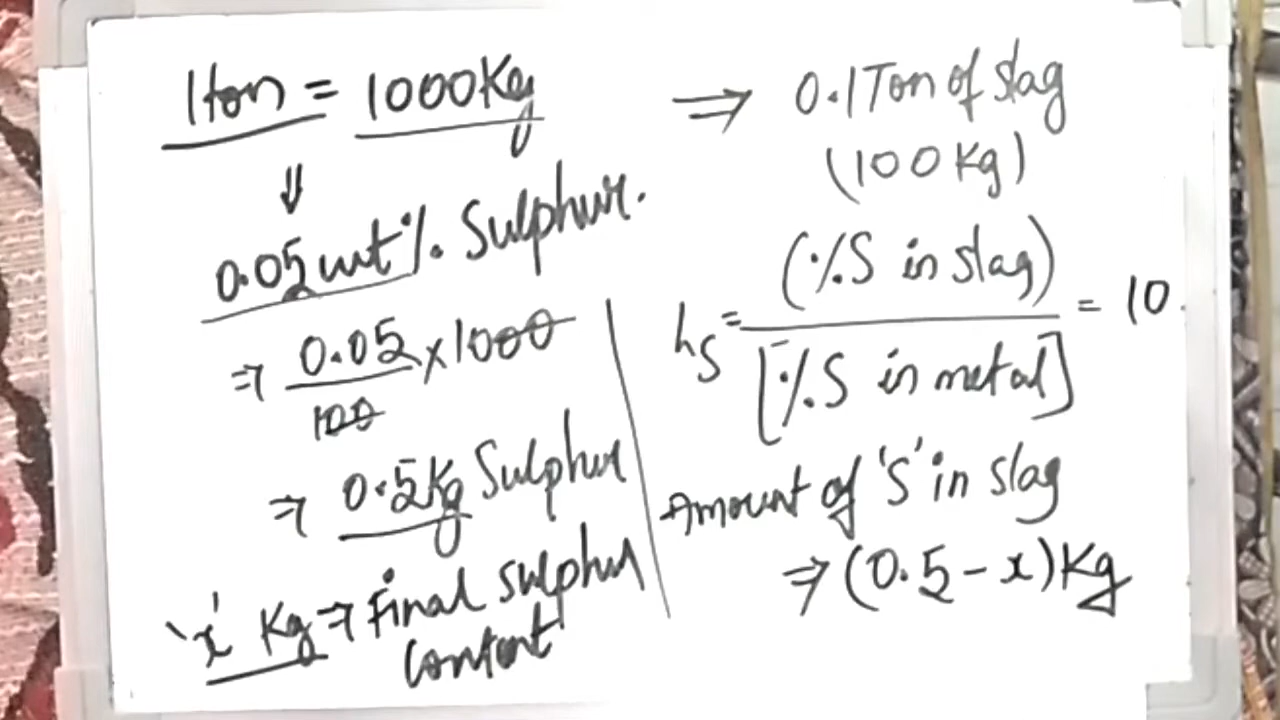 1ton = 1000Kg
⇓
0.05 wt% Sulphur.
⇒ 0.05/100 × 1000
⇒ 0.5Kg Sulphur
'x' Kg ⇒ Final sulphur
content
⇒ 0.1Ton of slag
(100 Kg)
hS = (%S in slag)/[%S in metal] = 10.
Amount of 'S' in slag
⇒ (0.5 - x)Kg